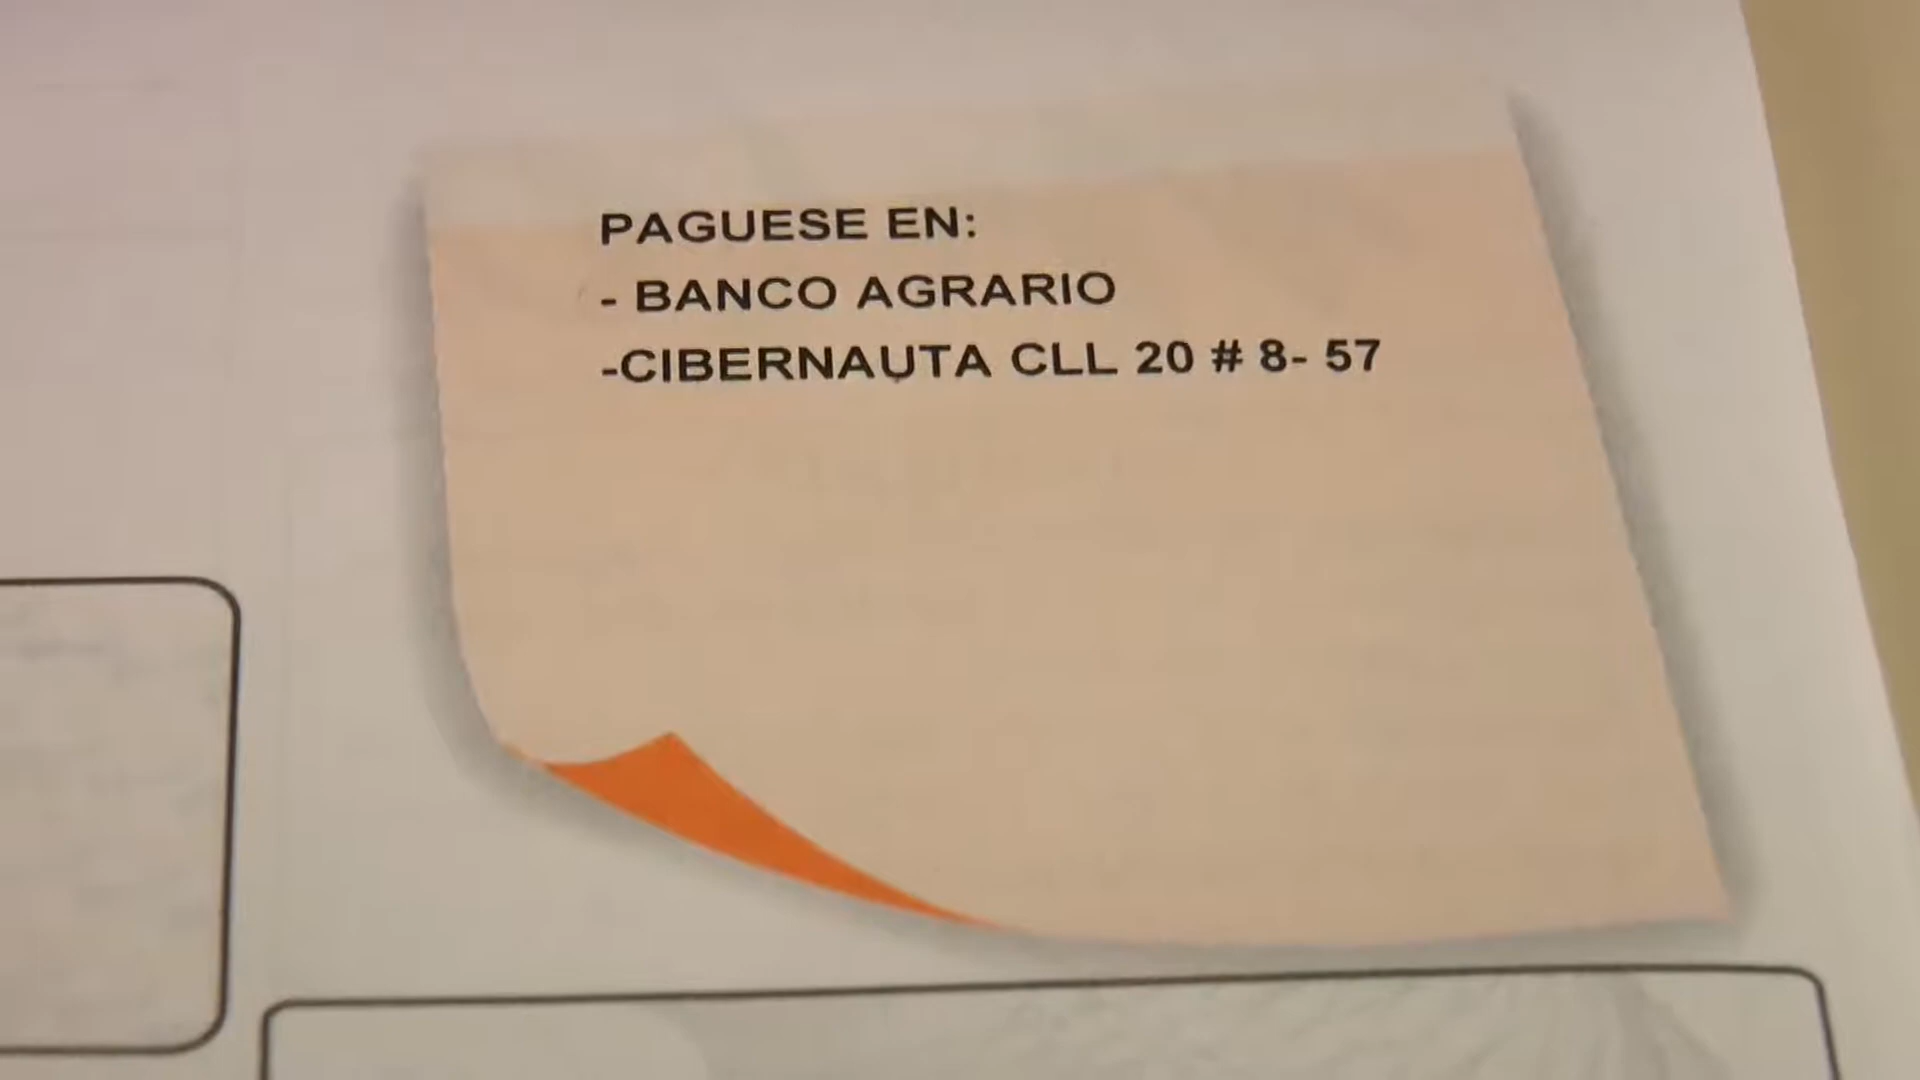 PAGUESE EN:
- BANCO AGRARIO
-CIBERNAUTA CLL 20 # 8- 57